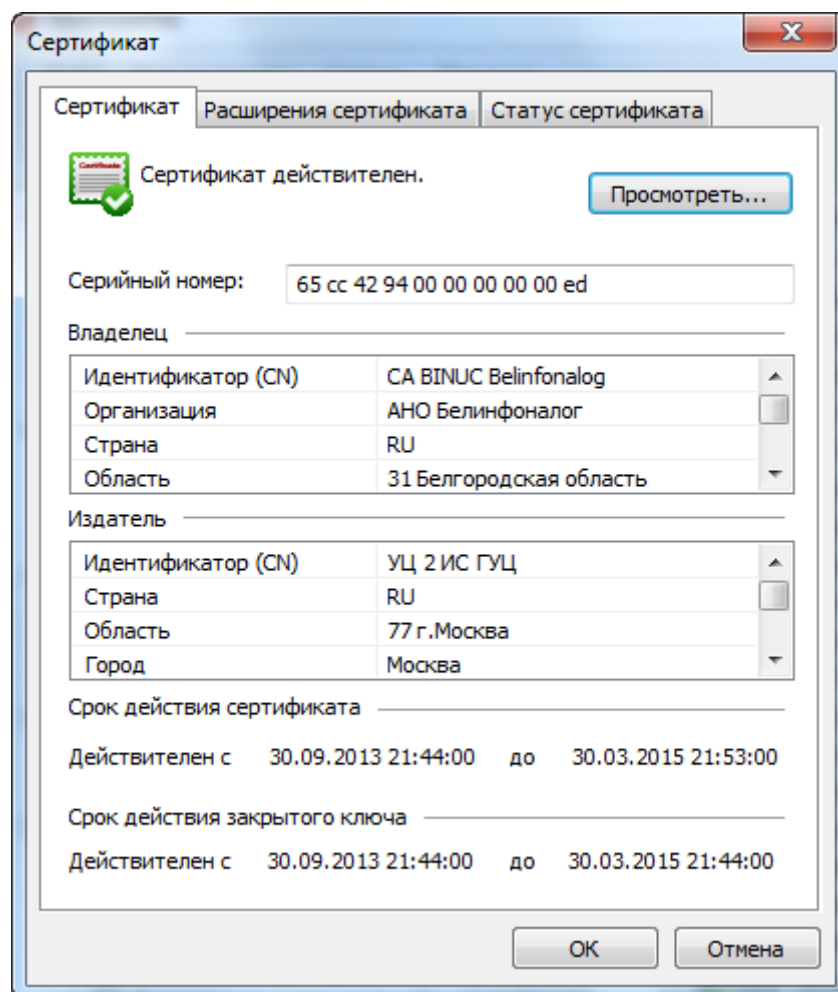 Сертификат
Сертификат Расширения сертификата Статус сертификата
Certificate
Сертификат действителен.
Просмотреть...
Серийный номер: 65 cc 42 94 00 00 00 00 00 ed
Владелец
Идентификатор (CN) CA BINUC Belinfonalog
Организация АНО Белинфоналог
Страна RU
Область 31 Белгородская область
Издатель
Идентификатор (CN) УЦ 2 ИС ГУЦ
Страна RU
Область 77 г.Москва
Город Москва
Срок действия сертификата
Действителен с 30.09.2013 21:44:00 до 30.03.2015 21:53:00
Срок действия закрытого ключа
Действителен с 30.09.2013 21:44:00 до 30.03.2015 21:44:00
ОК Отмена